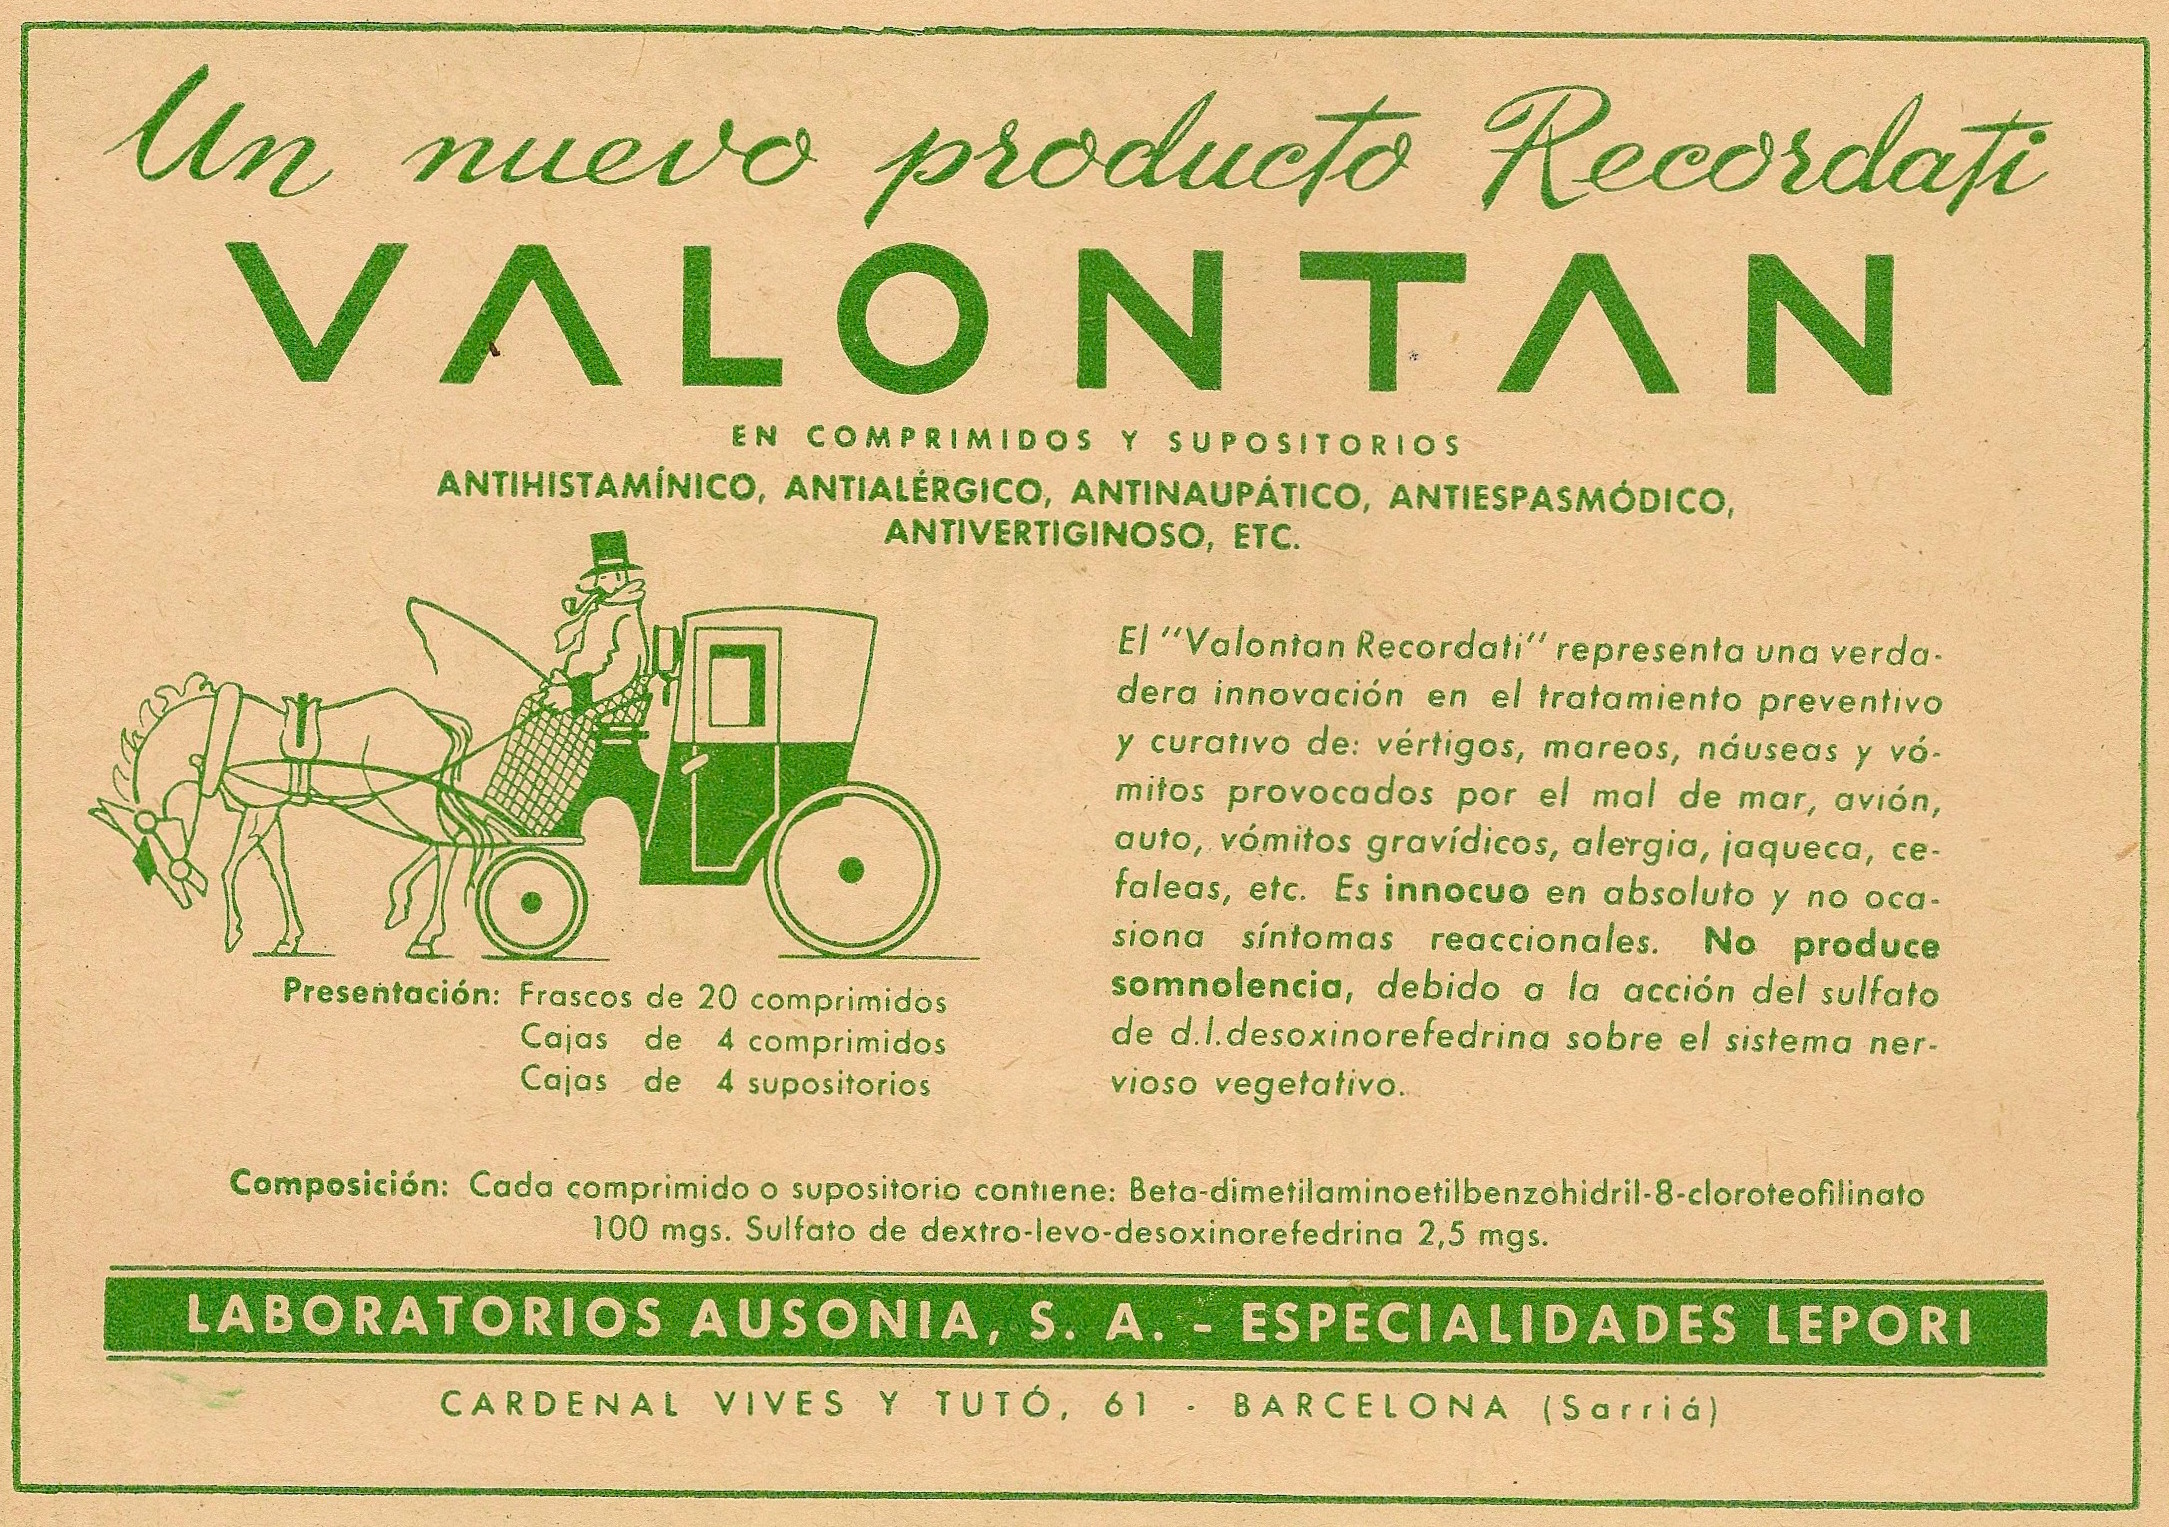 Un nuevo producto Recordati
VALONTAN
EN COMPRIMIDOS Y SUPOSITORIOS
ANTIHISTAMÍNICO, ANTIALÉRGICO, ANTINAUPÁTICO, ANTIESPASMÓDICO,
ANTIVERTIGINOSO, ETC.
El "Valontan Recordati" representa una verda-
dera innovación en el tratamiento preventivo
y curativo de: vértigos, mareos, náuseas y vó-
mitos provocados por el mal de mar, avión,
auto, vómitos gravídicos, alergia, jaqueca, ce-
faleas, etc. Es innocuo en absoluto y no oca-
siona síntomas reaccionales. No produce
somnolencia, debido a la acción del sulfato
de d.l.desoxinorefedrina sobre el sistema ner-
vioso vegetativo.
Presentación: Frascos de 20 comprimidos
Cajas de 4 comprimidos
Cajas de 4 supositorios
Composición: Cada comprimido o supositorio contiene: Beta-dimetilaminoetilbenzohidril-8-cloroteofilinato
100 mgs. Sulfato de dextro-levo-desoxinorefedrina 2,5 mgs.
LABORATORIOS AUSONIA, S. A. - ESPECIALIDADES LEPORI
CARDENAL VIVES Y TUTÓ, 61 - BARCELONA (Sarriá)